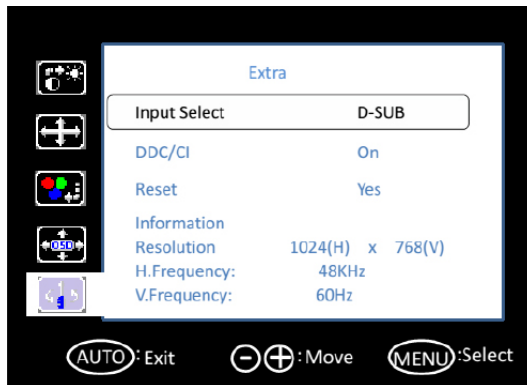 Extra
Input Select D-SUB
DDC/CI On
Reset Yes
Information
Resolution 1024(H) x 768(V)
H.Frequency: 48KHz
V.Frequency: 60Hz
OSD
AUTO : Exit - + : Move MENU :Select